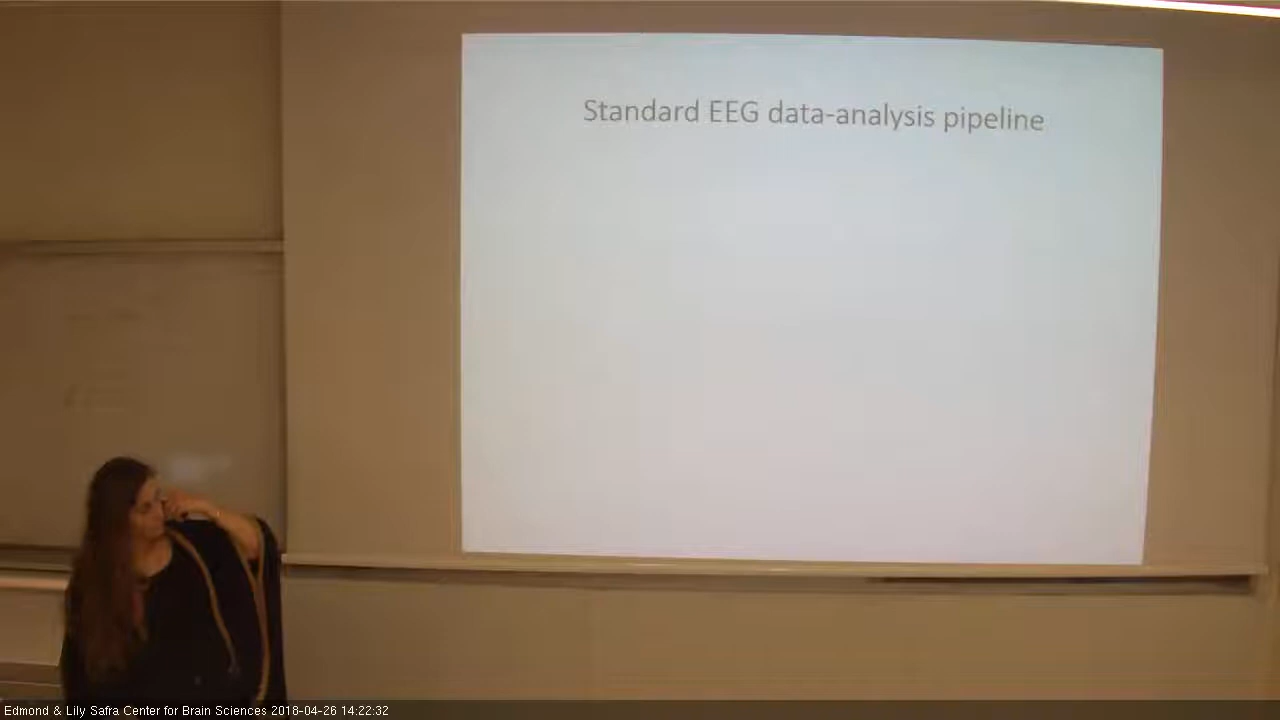 Standard EEG data-analysis pipeline
Edmond & Lily Safra Center for Brain Sciences 2018-04-26 14:22:32